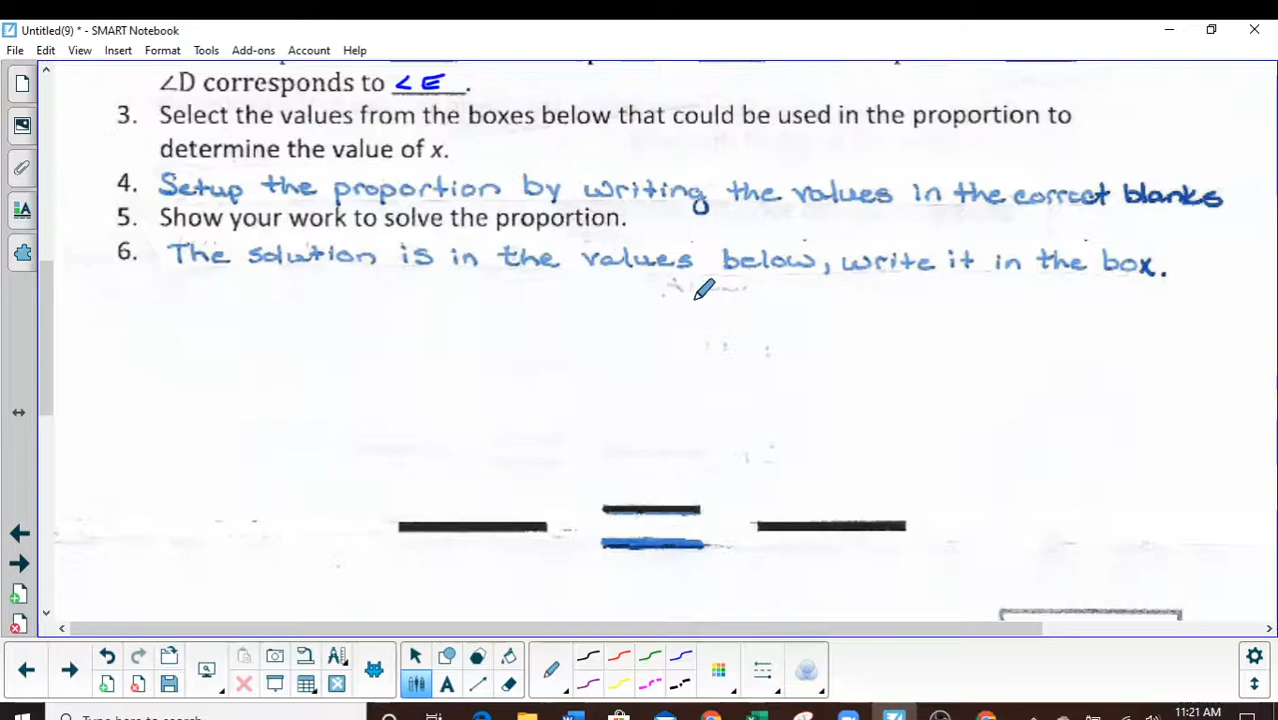 Untitled(9) * - SMART Notebook
File Edit View Insert Format Tools Add-ons Account Help
∠D corresponds to ∠E.
3. Select the values from the boxes below that could be used in the proportion to
determine the value of x.
4. Setup the proportion by writing the values in the correct blanks
5. Show your work to solve the proportion.
6. The solution is in the values below, write it in the box.
11:21 AM